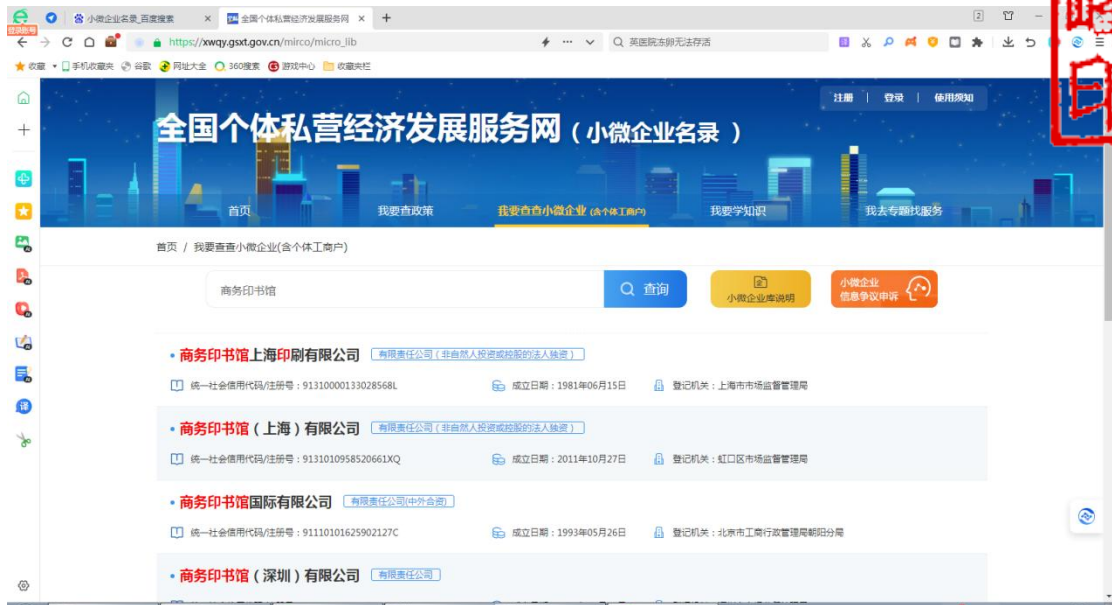 小微企业名录_百度搜索
全国个体私营经济发展服务网
登录账号
https://xwqy.gsxt.gov.cn/mirco/micro_lib
英医院冻卵无法存活
收藏 手机收藏夹 谷歌 网址大全 360搜索 游戏中心 收藏夹栏
注册 | 登录 | 使用须知
全国个体私营经济发展服务网（小微企业名录）
首页 我要查政策 我要查查小微企业 (含个体工商户) 我要学知识 我去专题找服务
首页 / 我要查查小微企业(含个体工商户)
商务印书馆 查询 小微企业库说明 小微企业
信息争议申诉
商务印书馆上海印刷有限公司 有限责任公司（非自然人投资或控股的法人独资）
统一社会信用代码/注册号：91310000133028568L 成立日期：1981年06月15日 登记机关：上海市市场监督管理局
商务印书馆（上海）有限公司 有限责任公司（非自然人投资或控股的法人独资）
统一社会信用代码/注册号：9131010958520661XQ 成立日期：2011年10月27日 登记机关：虹口区市场监督管理局
商务印书馆国际有限公司 有限责任公司(中外合资)
统一社会信用代码/注册号：91110101625902127C 成立日期：1993年05月26日 登记机关：北京市工商行政管理局朝阳分局
商务印书馆（深圳）有限公司 有限责任公司